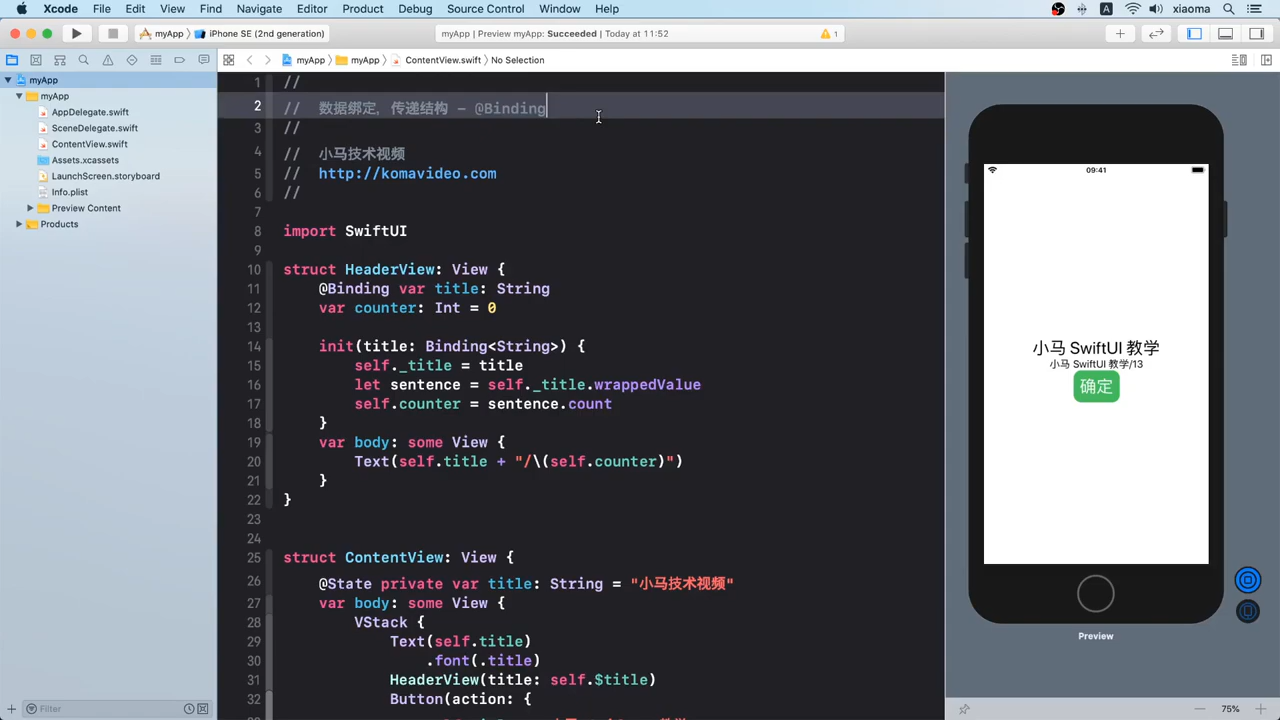 Xcode File Edit View Find Navigate Editor Product Debug Source Control Window Help A xiaoma
myApp iPhone SE (2nd generation) myApp | Preview myApp: Succeeded | Today at 11:52 1
myApp myApp ContentView.swift No Selection
myApp
myApp
AppDelegate.swift
SceneDelegate.swift
ContentView.swift
Assets.xcassets
LaunchScreen.storyboard
Info.plist
Preview Content
Products
Filter
1 //
2 // 数据绑定，传递结构 - @Binding
3 //
4 // 小马技术视频
5 // http://komavideo.com
6 //
7
8 import SwiftUI
9
10 struct HeaderView: View {
11 @Binding var title: String
12 var counter: Int = 0
13
14 init(title: Binding<String>) {
15 self._title = title
16 let sentence = self._title.wrappedValue
17 self.counter = sentence.count
18 }
19 var body: some View {
20 Text(self.title + "/\(self.counter)")
21 }
22 }
23
24
25 struct ContentView: View {
26 @State private var title: String = "小马技术视频"
27 var body: some View {
28 VStack {
29 Text(self.title)
30 .font(.title)
31 HeaderView(title: self.$title)
32 Button(action: {
09:41
小马 SwiftUI 教学
小马 SwiftUI 教学/13
确定
Preview
75%